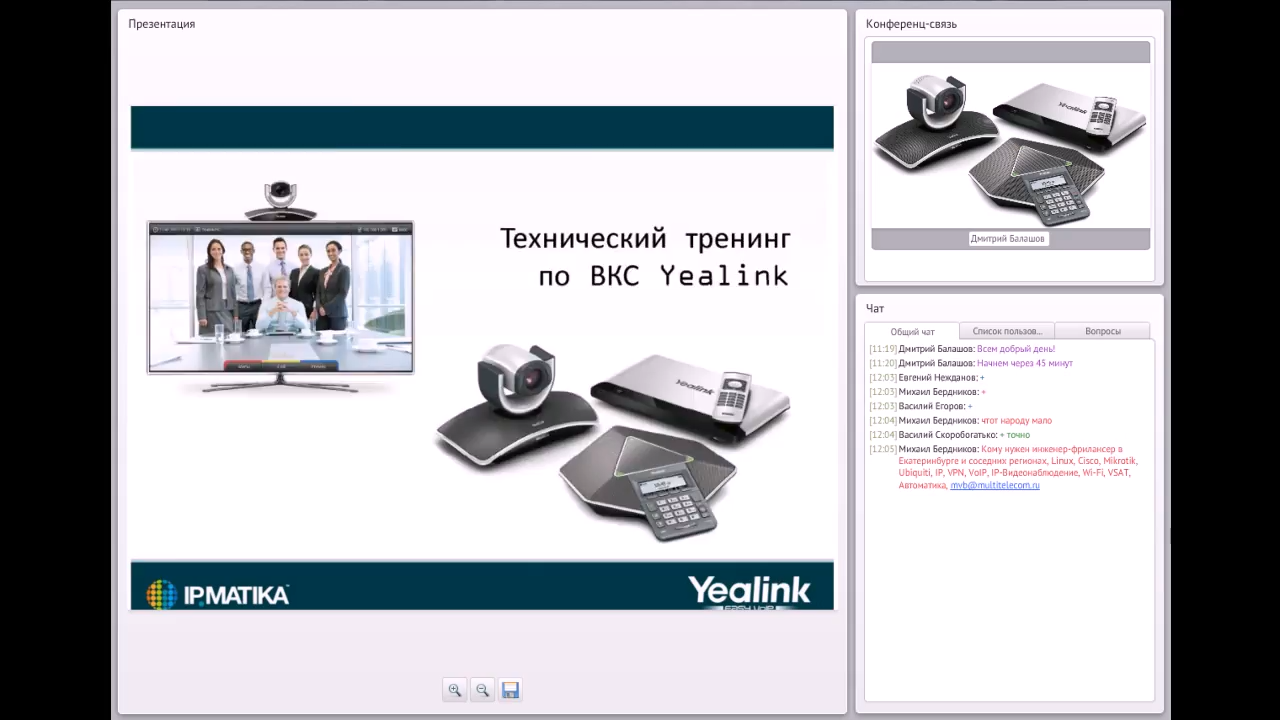 Презентация
Технический тренинг
по ВКС Yealink
Yealink
IPMATIKA
Yealink
EASY VoIP
Конференц-связь
Yealink
Дмитрий Балашов
Чат
Общий чат
Список пользов...
Вопросы
[11:19] Дмитрий Балашов: Всем добрый день!
[11:20] Дмитрий Балашов: Начнем через 45 минут
[12:03] Евгений Нежданов: +
[12:03] Михаил Бердников: +
[12:03] Василий Егоров: +
[12:04] Михаил Бердников: чтот народу мало
[12:04] Василий Скоробогатько: + точно
[12:05] Михаил Бердников: Кому нужен инженер-фрилансер в
Екатеринбурге и соседних регионах, Linux, Cisco, Mikrotik,
Ubiquiti, IP, VPN, VoIP, IP-Видеонаблюдение, Wi-Fi, VSAT,
Автоматика, mvb@multitelecom.ru